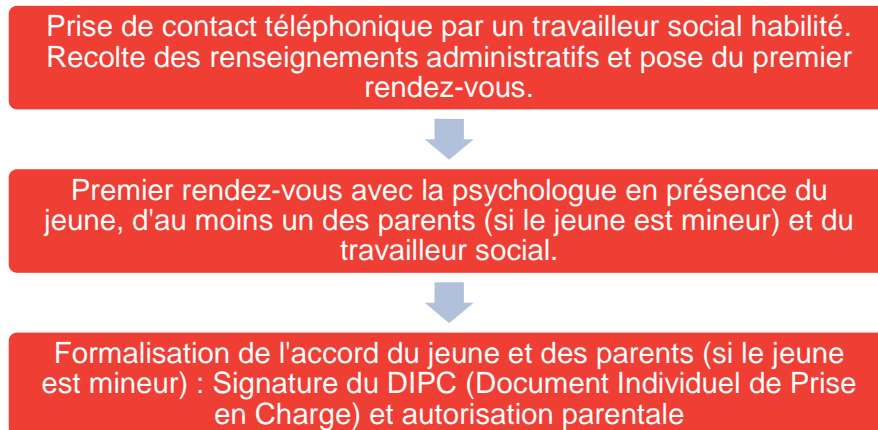 Prise de contact téléphonique par un travailleur social habilité.
Recolte des renseignements administratifs et pose du premier
rendez-vous.
Premier rendez-vous avec la psychologue en présence du
jeune, d'au moins un des parents (si le jeune est mineur) et du
travailleur social.
Formalisation de l'accord du jeune et des parents (si le jeune
est mineur) : Signature du DIPC (Document Individuel de Prise
en Charge) et autorisation parentale